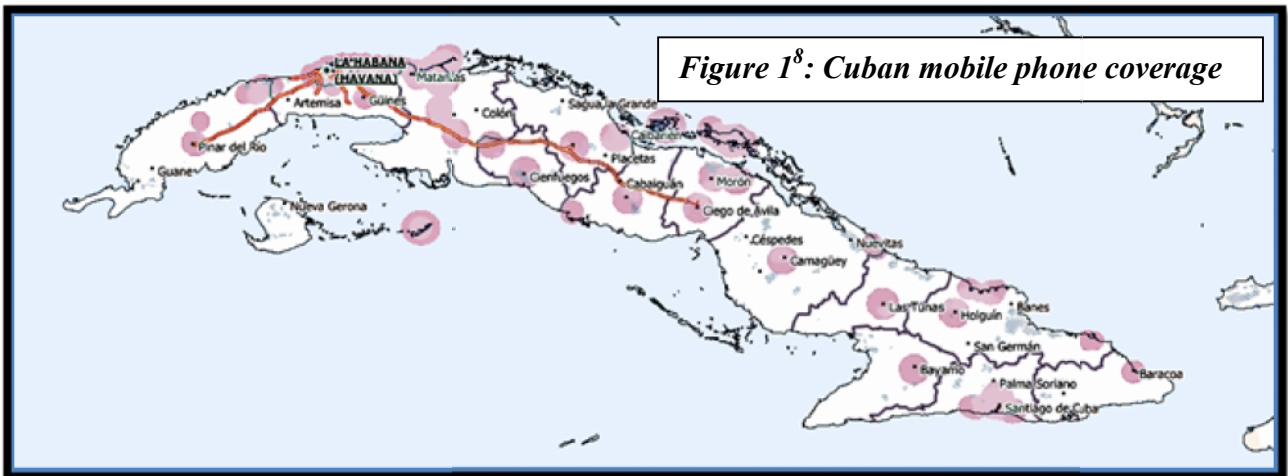 Figure 1⁸: Cuban mobile phone coverage
LA HABANA
(HAVANA)
Matanzas
Artemisa
Güines
Colón
Sagua la Grande
Caibarién
Pinar del Río
Placetas
Guane
Cienfuegos
Cabaiguán
Morón
Nueva Gerona
Ciego de Ávila
Céspedes
Nuevitas
Camagüey
Las Tunas
Holguín
Banes
San Germán
Bayamo
Palma Soriano
Baracoa
Santiago de Cuba